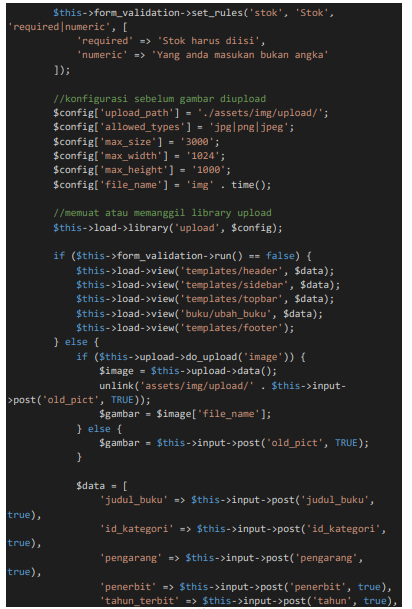 $this->form_validation->set_rules('stok', 'Stok',
'required|numeric', [
'required' => 'Stok harus diisi',
'numeric' => 'Yang anda masukan bukan angka'
]);
//konfigurasi sebelum gambar diupload
$config['upload_path'] = './assets/img/upload/';
$config['allowed_types'] = 'jpg|png|jpeg';
$config['max_size'] = '3000';
$config['max_width'] = '1024';
$config['max_height'] = '1000';
$config['file_name'] = 'img' . time();
//memuat atau memanggil library upload
$this->load->library('upload', $config);
if ($this->form_validation->run() == false) {
$this->load->view('templates/header', $data);
$this->load->view('templates/sidebar', $data);
$this->load->view('templates/topbar', $data);
$this->load->view('buku/ubah_buku', $data);
$this->load->view('templates/footer');
} else {
if ($this->upload->do_upload('image')) {
$image = $this->upload->data();
unlink('assets/img/upload/' . $this->input-
>post('old_pict', TRUE));
$gambar = $image['file_name'];
} else {
$gambar = $this->input->post('old_pict', TRUE);
}
$data = [
'judul_buku' => $this->input->post('judul_buku',
true),
'id_kategori' => $this->input->post('id_kategori',
true),
'pengarang' => $this->input->post('pengarang',
true),
'penerbit' => $this->input->post('penerbit', true),
'tahun_terbit' => $this->input->post('tahun', true),